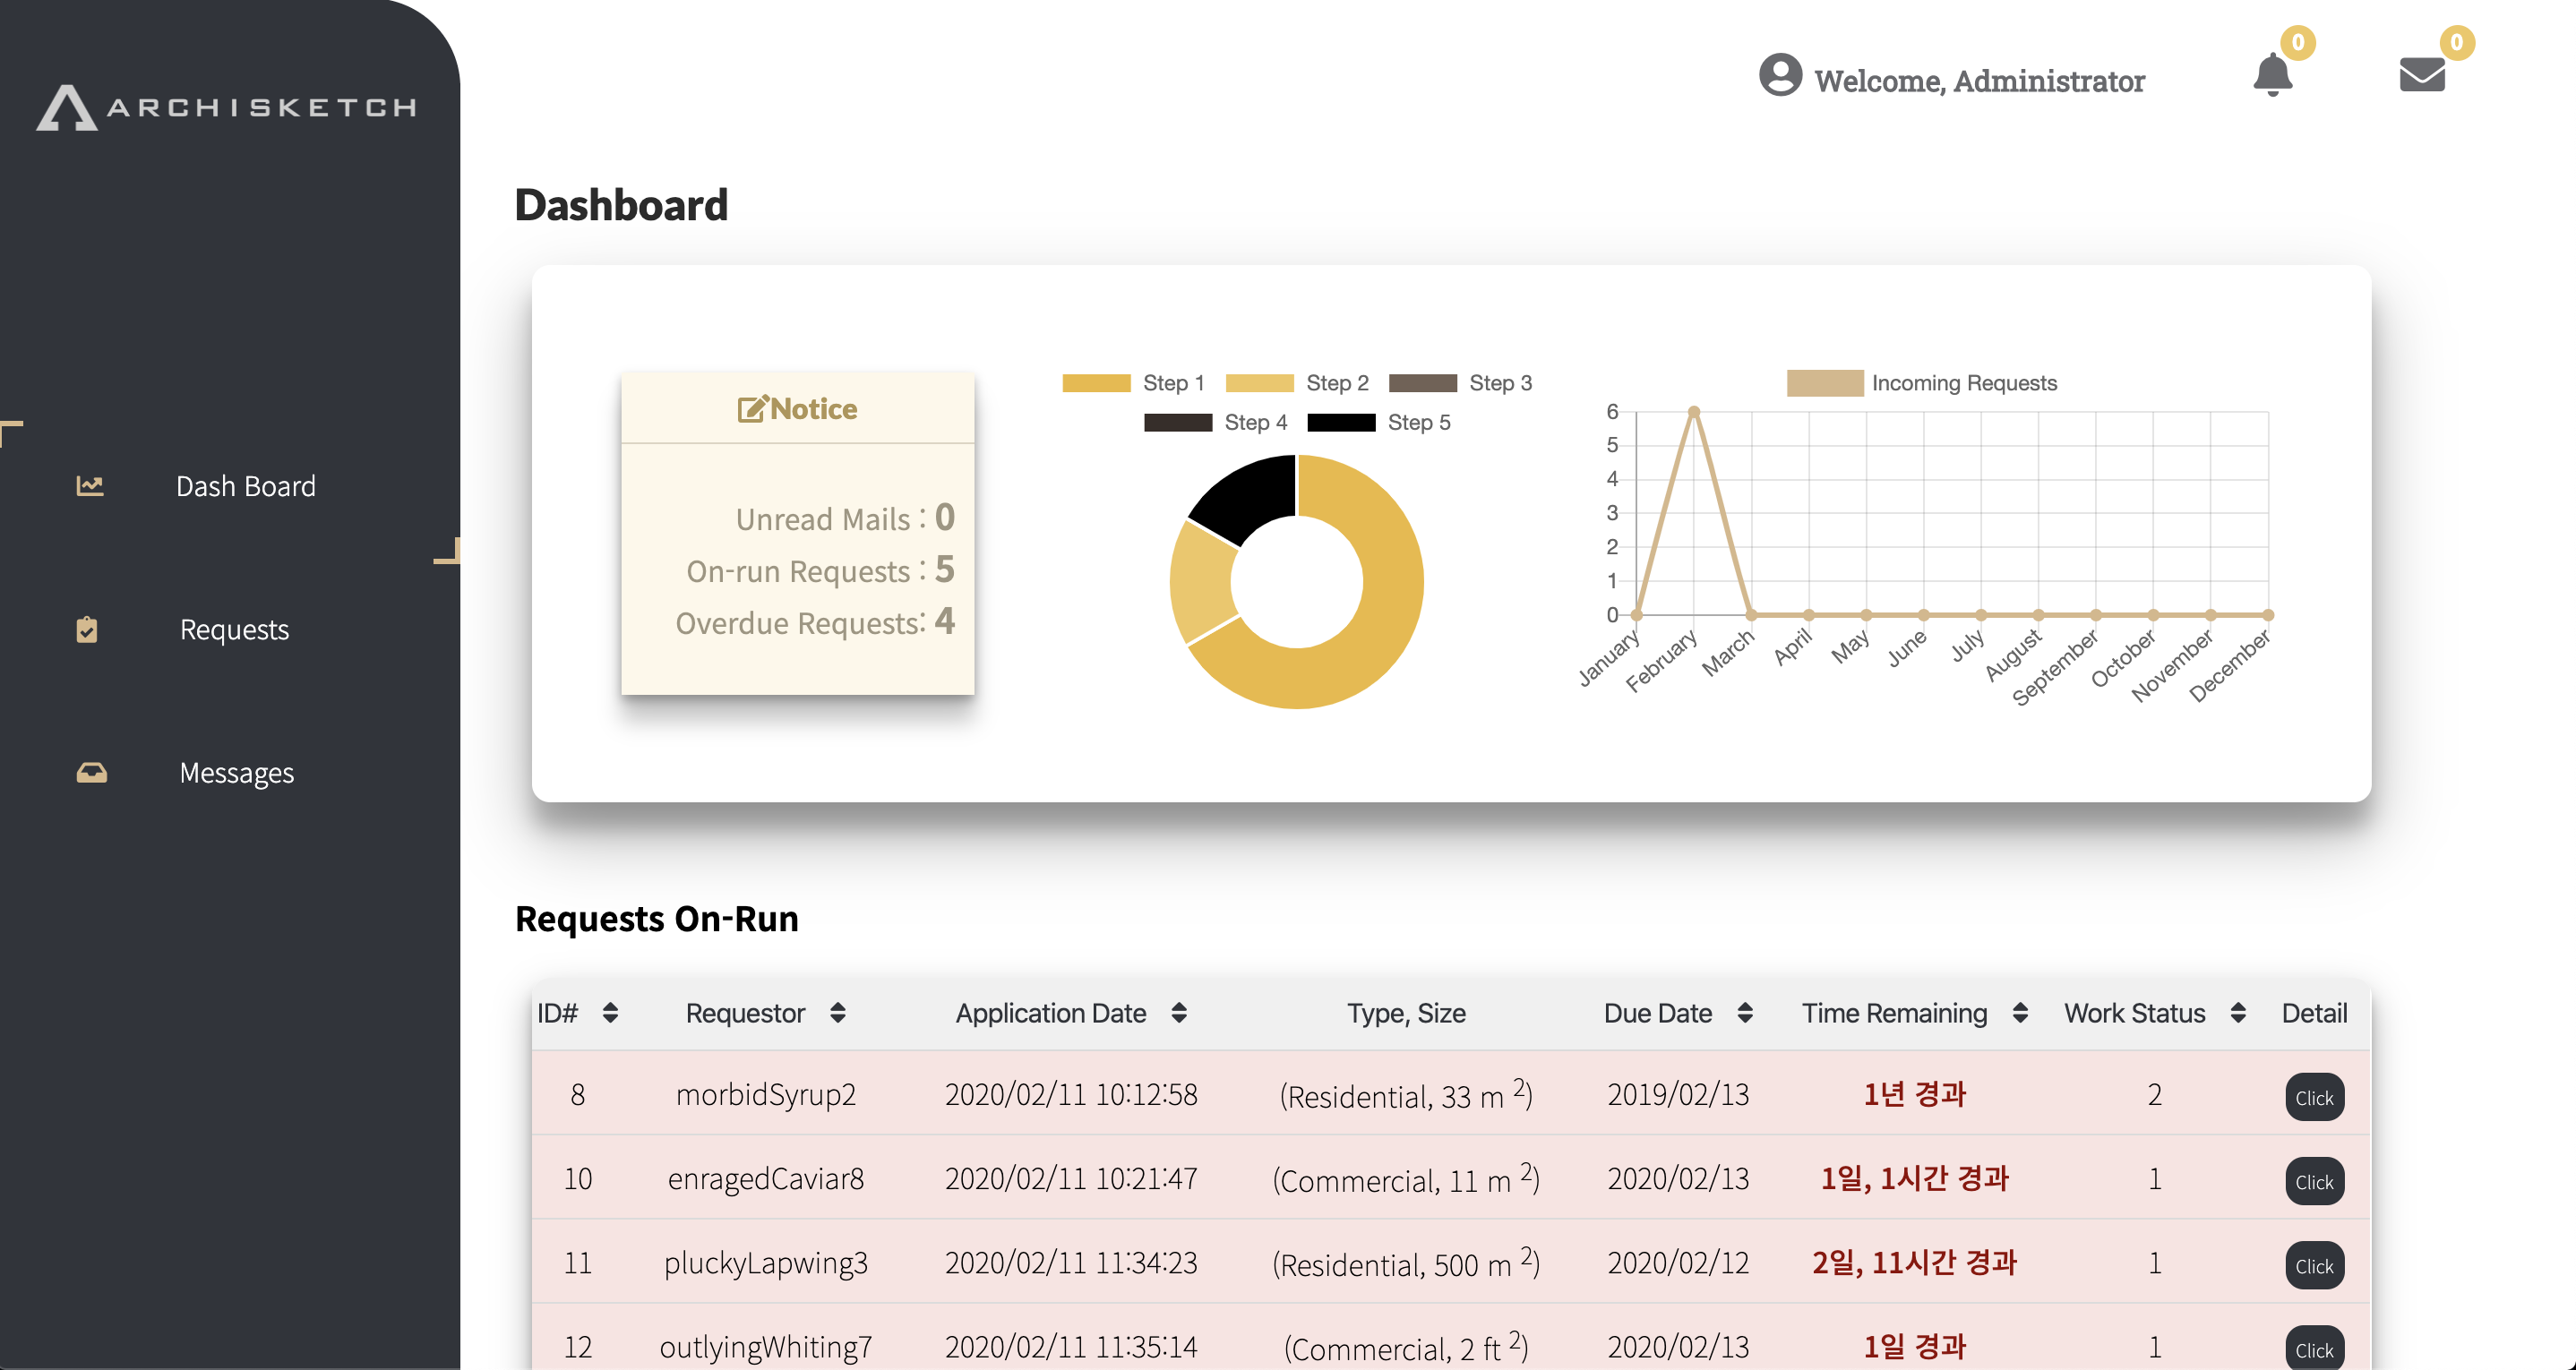 ARCHISKETCH
Welcome, Administrator
0
0
Dash Board
Requests
Messages
Dashboard
Notice
Unread Mails : 0
On-run Requests : 5
Overdue Requests: 4
Step 1 Step 2 Step 3
Step 4 Step 5
Incoming Requests
6
5
4
3
2
1
0
January February March April May June July August September October November December
Requests On-Run
ID# Requestor Application Date Type, Size Due Date Time Remaining Work Status Detail
8 morbidSyrup2 2020/02/11 10:12:58 (Residential, 33 m ²) 2019/02/13 1년 경과 2 Click
10 enragedCaviar8 2020/02/11 10:21:47 (Commercial, 11 m ²) 2020/02/13 1일, 1시간 경과 1 Click
11 pluckyLapwing3 2020/02/11 11:34:23 (Residential, 500 m ²) 2020/02/12 2일, 11시간 경과 1 Click
12 outlyingWhiting7 2020/02/11 11:35:14 (Commercial, 2 ft ²) 2020/02/13 1일 경과 1 Click